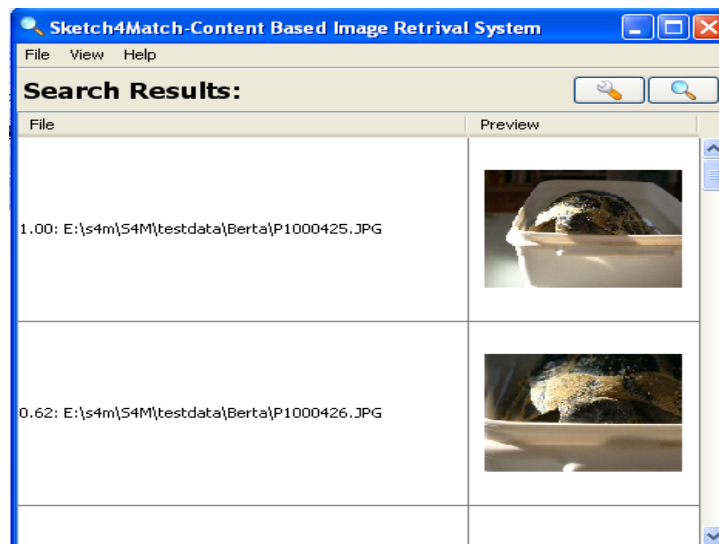 Sketch4Match-Content Based Image Retrival System
File View Help
Search Results:
File Preview
1.00: E:\s4m\S4M\testdata\Berta\P1000425.JPG
0.62: E:\s4m\S4M\testdata\Berta\P1000426.JPG